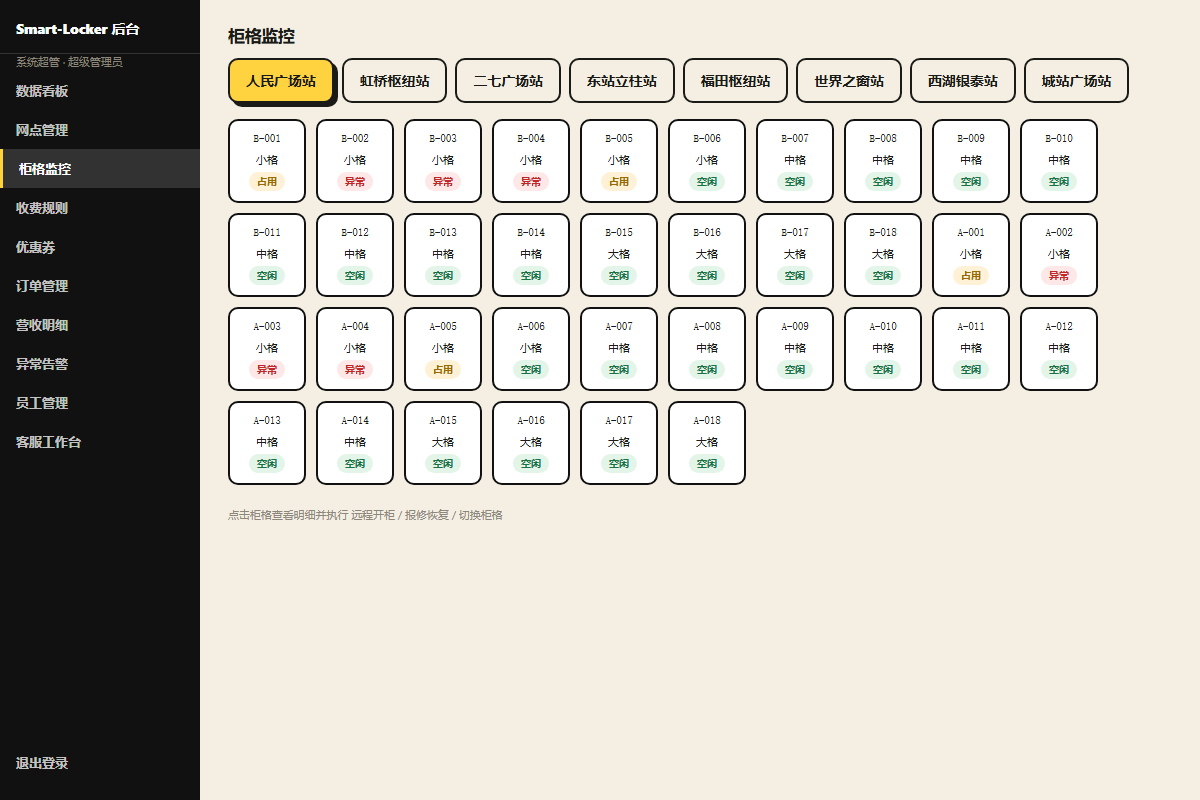 Smart-Locker 后台
系统超管 · 超级管理员
数据看板
网点管理
柜格监控
收费规则
优惠券
订单管理
营收明细
异常告警
员工管理
客服工作台
退出登录
柜格监控
人民广场站 虹桥枢纽站 二七广场站 东站立柱站 福田枢纽站 世界之窗站 西湖银泰站 城站广场站
B-001 B-002 B-003 B-004 B-005 B-006 B-007 B-008 B-009 B-010
小格 小格 小格 小格 小格 小格 中格 中格 中格 中格
占用 异常 异常 异常 占用 空闲 空闲 空闲 空闲 空闲
B-011 B-012 B-013 B-014 B-015 B-016 B-017 B-018 A-001 A-002
中格 中格 中格 中格 大格 大格 大格 大格 小格 小格
空闲 空闲 空闲 空闲 空闲 空闲 空闲 空闲 占用 异常
A-003 A-004 A-005 A-006 A-007 A-008 A-009 A-010 A-011 A-012
小格 小格 小格 小格 中格 中格 中格 中格 中格 中格
异常 异常 占用 空闲 空闲 空闲 空闲 空闲 空闲 空闲
A-013 A-014 A-015 A-016 A-017 A-018
中格 中格 大格 大格 大格 大格
空闲 空闲 空闲 空闲 空闲 空闲
点击柜格查看明细并执行 远程开柜 / 报修恢复 / 切换柜格